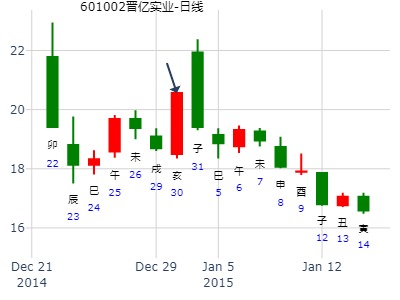 601002晋亿实业-日线
22
20
18
16
卯
22
辰
23
巳
24
午
25
未
26
戌
29
亥
30
子
31
巳
5
午
6
未
7
申
8
酉
9
子
12
丑
13
寅
14
Dec 21
2014
Dec 29
Jan 5
2015
Jan 12